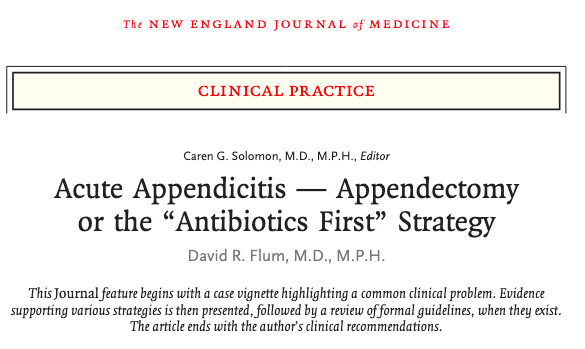 The NEW ENGLAND JOURNAL of MEDICINE
CLINICAL PRACTICE
Caren G. Solomon, M.D., M.P.H., Editor
Acute Appendicitis — Appendectomy
or the “Antibiotics First” Strategy
David R. Flum, M.D., M.P.H.
This Journal feature begins with a case vignette highlighting a common clinical problem. Evidence
supporting various strategies is then presented, followed by a review of formal guidelines, when they exist.
The article ends with the author’s clinical recommendations.